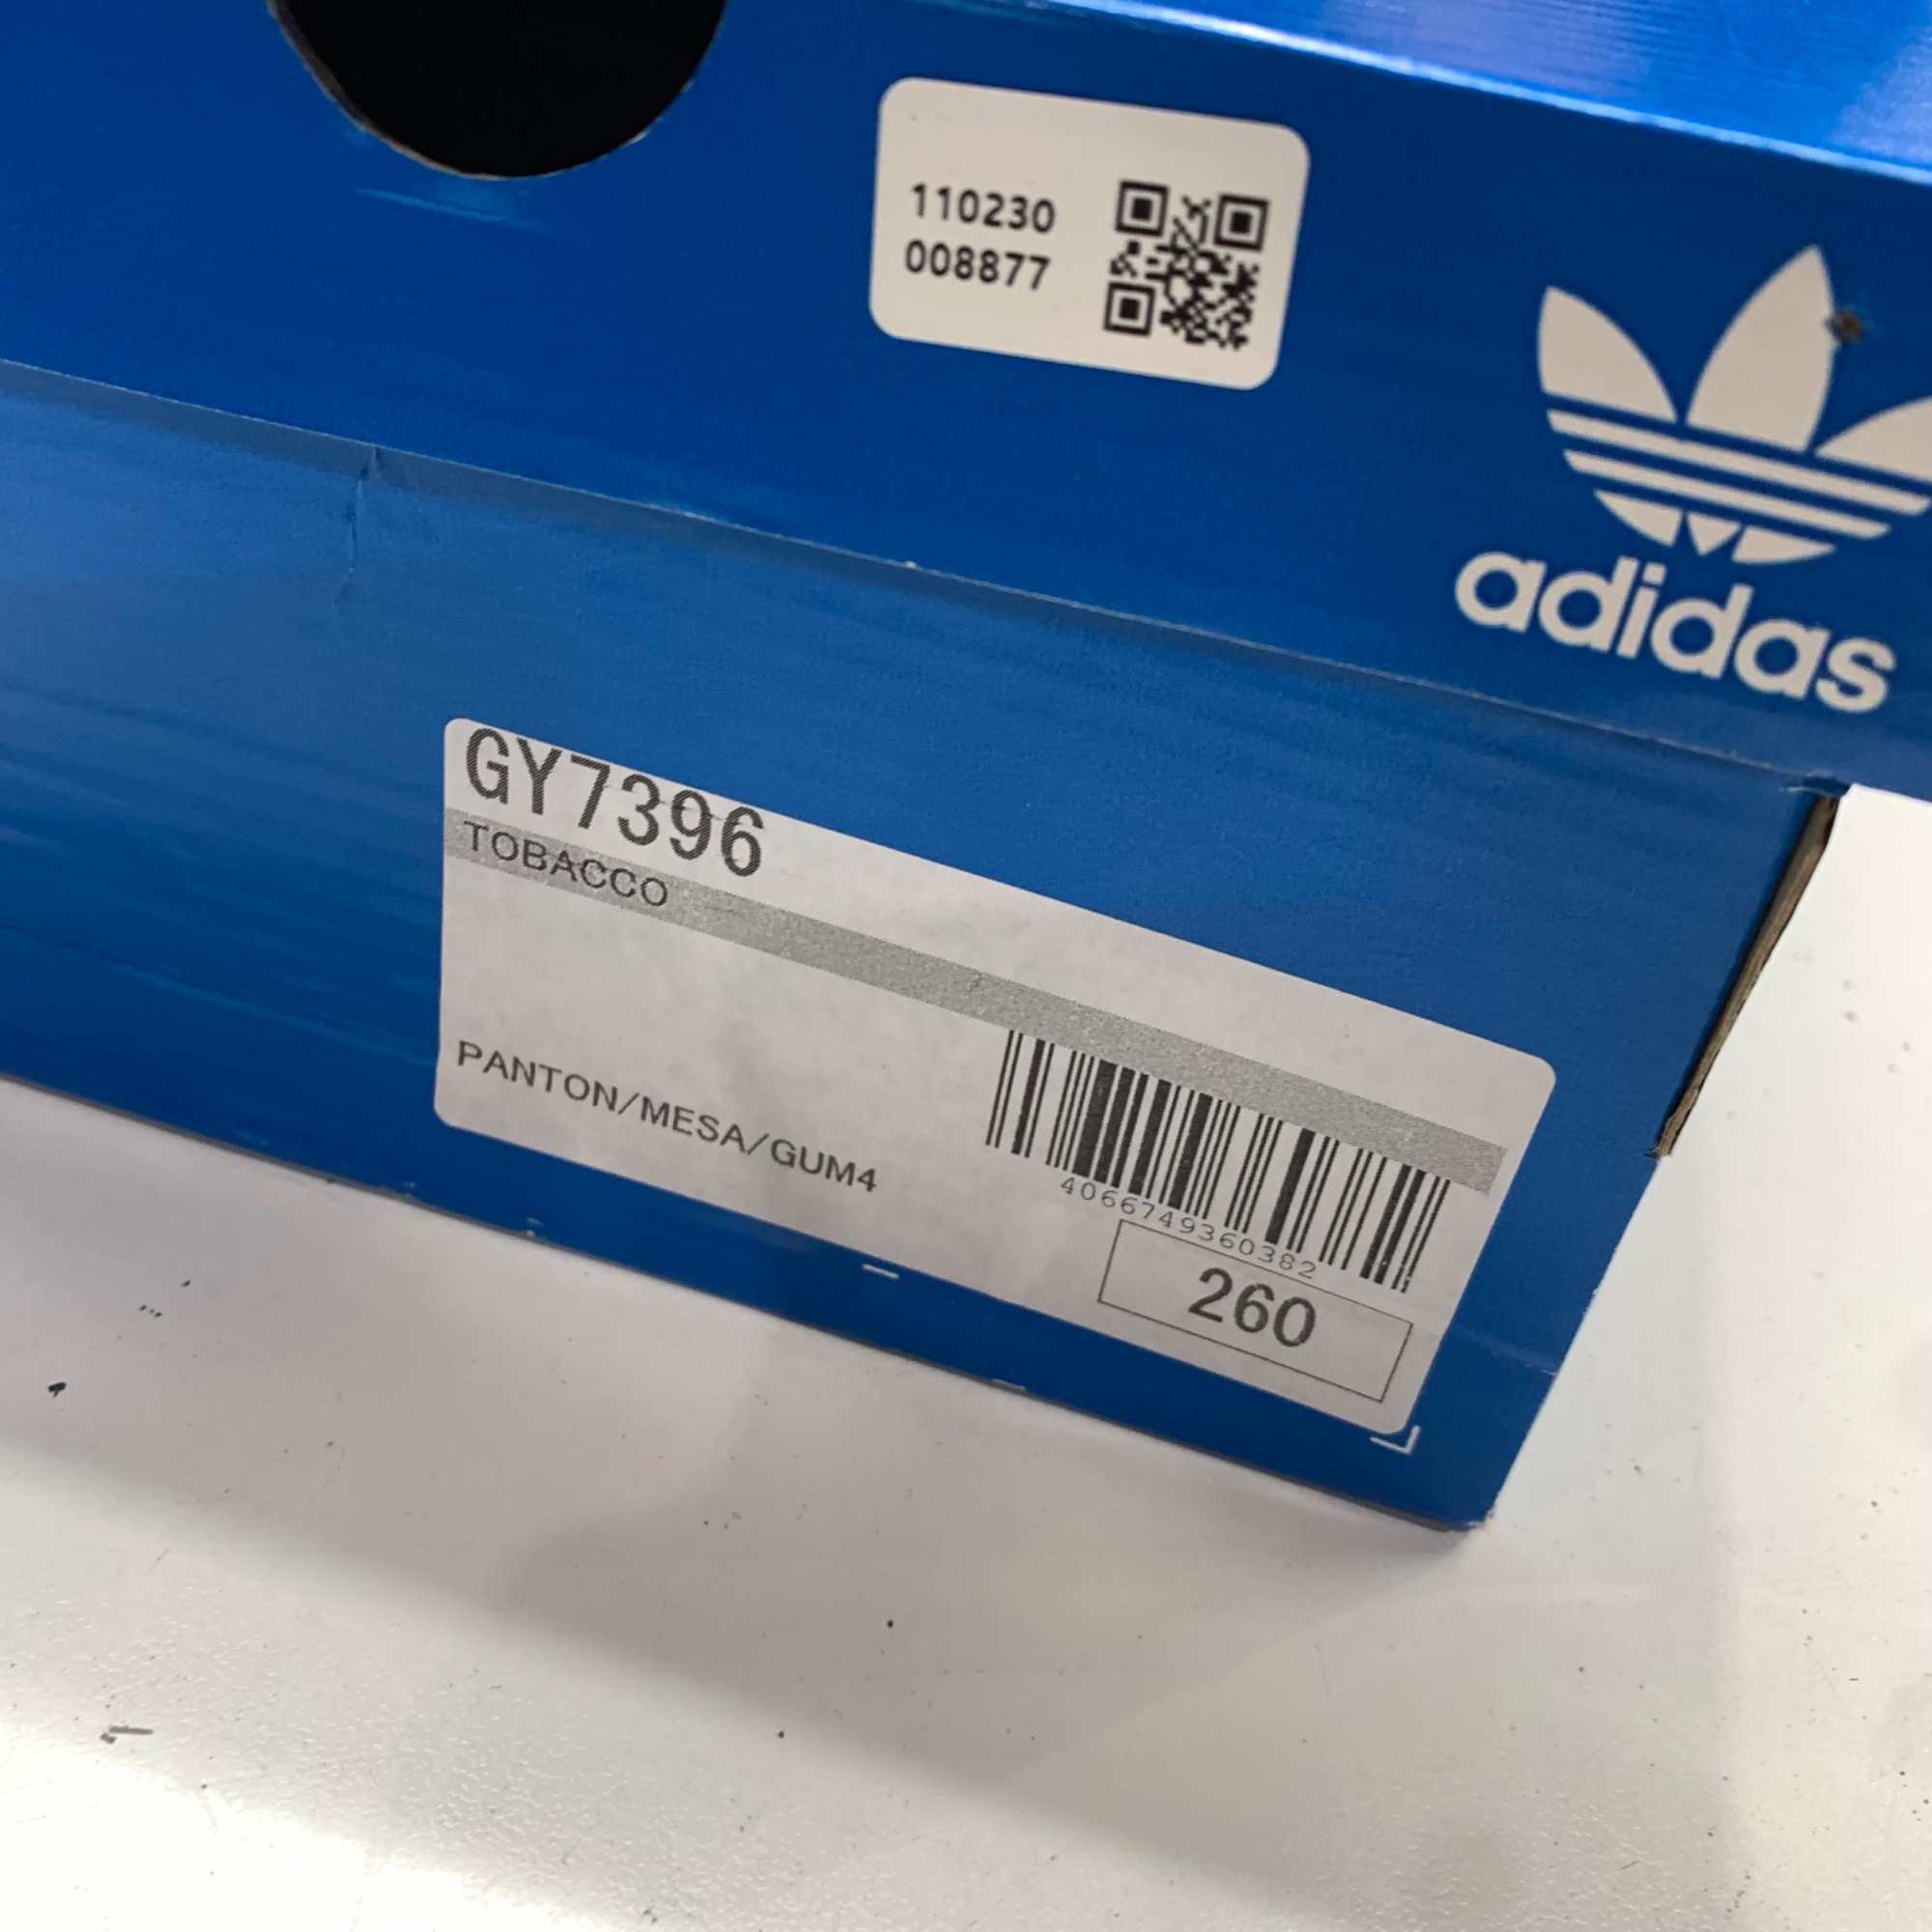 110230
008877
adidas
GY7396
TOBACCO
PANTON/MESA/GUM4
4066749360382
260